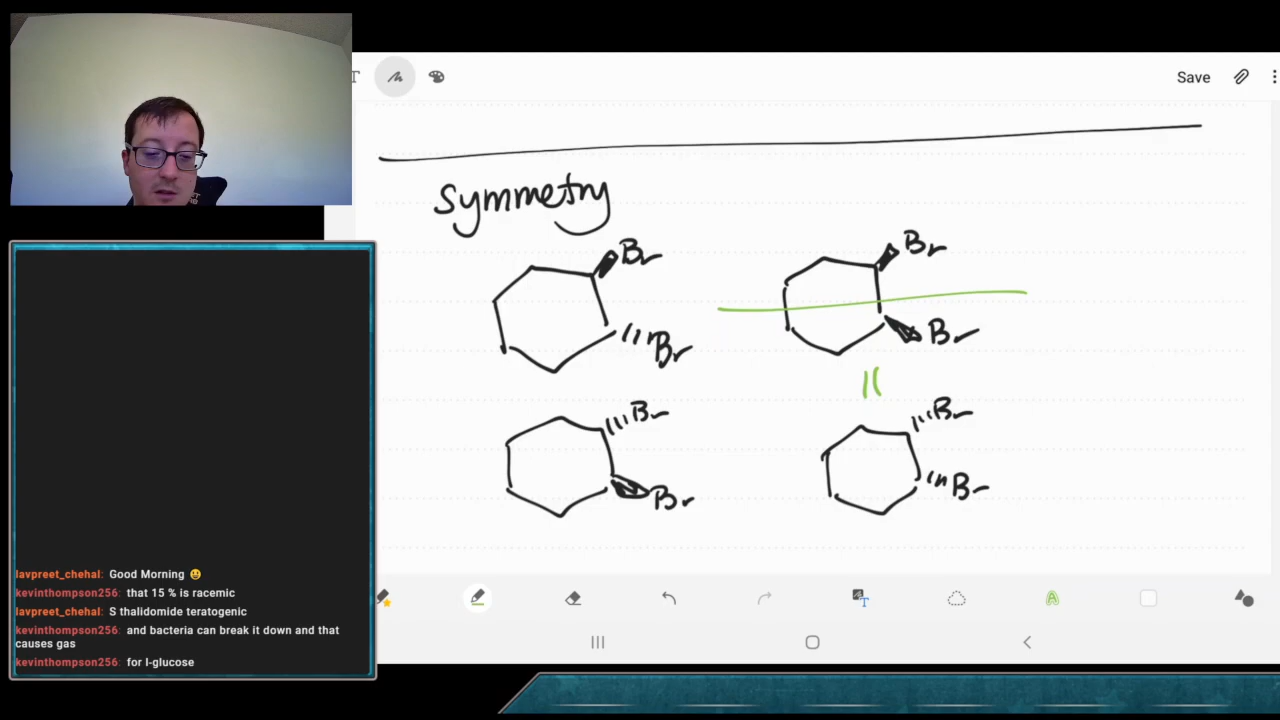 T
Save
Symmetry
Br
Br
Br
Br
Br
Br
Br
Br
lavpreet_chehal: Good Morning 😃
kevinthompson256: that 15 % is racemic
lavpreet_chehal: S thalidomide teratogenic
kevinthompson256: and bacteria can break it down and that
causes gas
kevinthompson256: for l-glucose
A
T